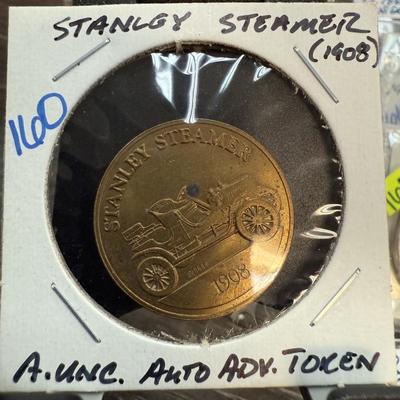 STANLEY STEAMER
(1908)
160
STANLEY STEAMER
1908
A. UNC. AUTO ADV. TOKEN